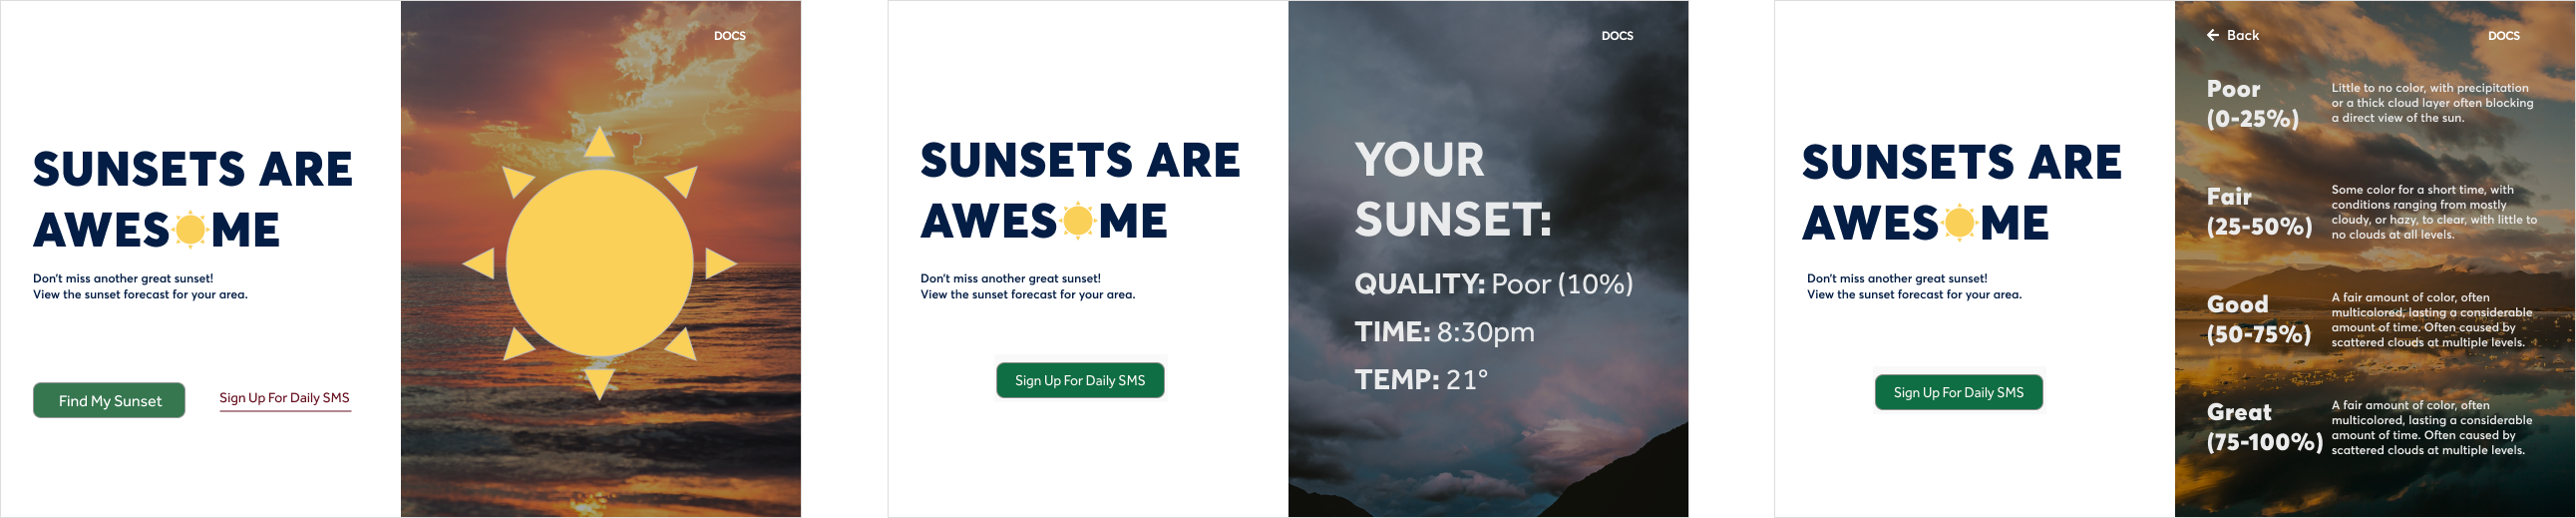 DOCS
SUNSETS ARE
AWES ME
Don't miss another great sunset!
View the sunset forecast for your area.
Find My Sunset
Sign Up For Daily SMS
DOCS
SUNSETS ARE
AWES ME
Don't miss another great sunset!
View the sunset forecast for your area.
Sign Up For Daily SMS
YOUR
SUNSET:
QUALITY: Poor (10%)
TIME: 8:30pm
TEMP: 21°
SUNSETS ARE
AWES ME
Don't miss another great sunset!
View the sunset forecast for your area.
Sign Up For Daily SMS
Back
DOCS
Poor
(0-25%)
Little to no color, with precipitation
or a thick cloud layer often blocking
a direct view of the sun.
Fair
(25-50%)
Some color for a short time, with
conditions ranging from mostly
cloudy, or hazy, to clear, with little to
no clouds at all levels.
Good
(50-75%)
A fair amount of color, often
multicolored, lasting a considerable
amount of time. Often caused by
scattered clouds at multiple levels.
Great
(75-100%)
A fair amount of color, often
multicolored, lasting a considerable
amount of time. Often caused by
scattered clouds at multiple levels.